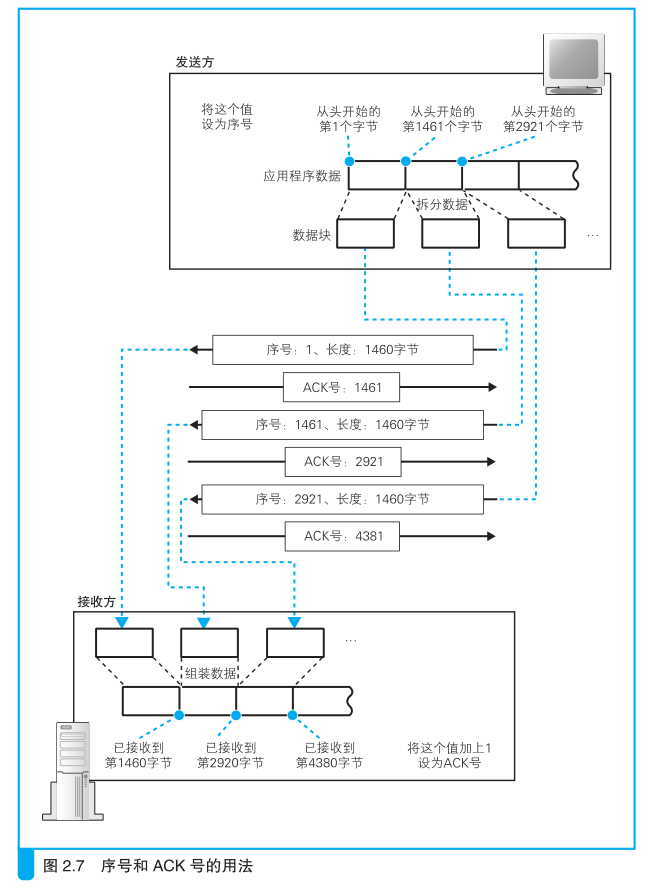 发送方
将这个值
设为序号
从头开始的
第1个字节
从头开始的
第1461个字节
从头开始的
第2921个字节
应用程序数据
拆分数据
数据块
…
序号：1、长度：1460字节
ACK号：1461
序号：1461、长度：1460字节
ACK号：2921
序号：2921、长度：1460字节
ACK号：4381
接收方
…
组装数据
已接收到
第1460字节
已接收到
第2920字节
已接收到
第4380字节
将这个值加上1
设为ACK号
图 2.7 序号和 ACK 号的用法